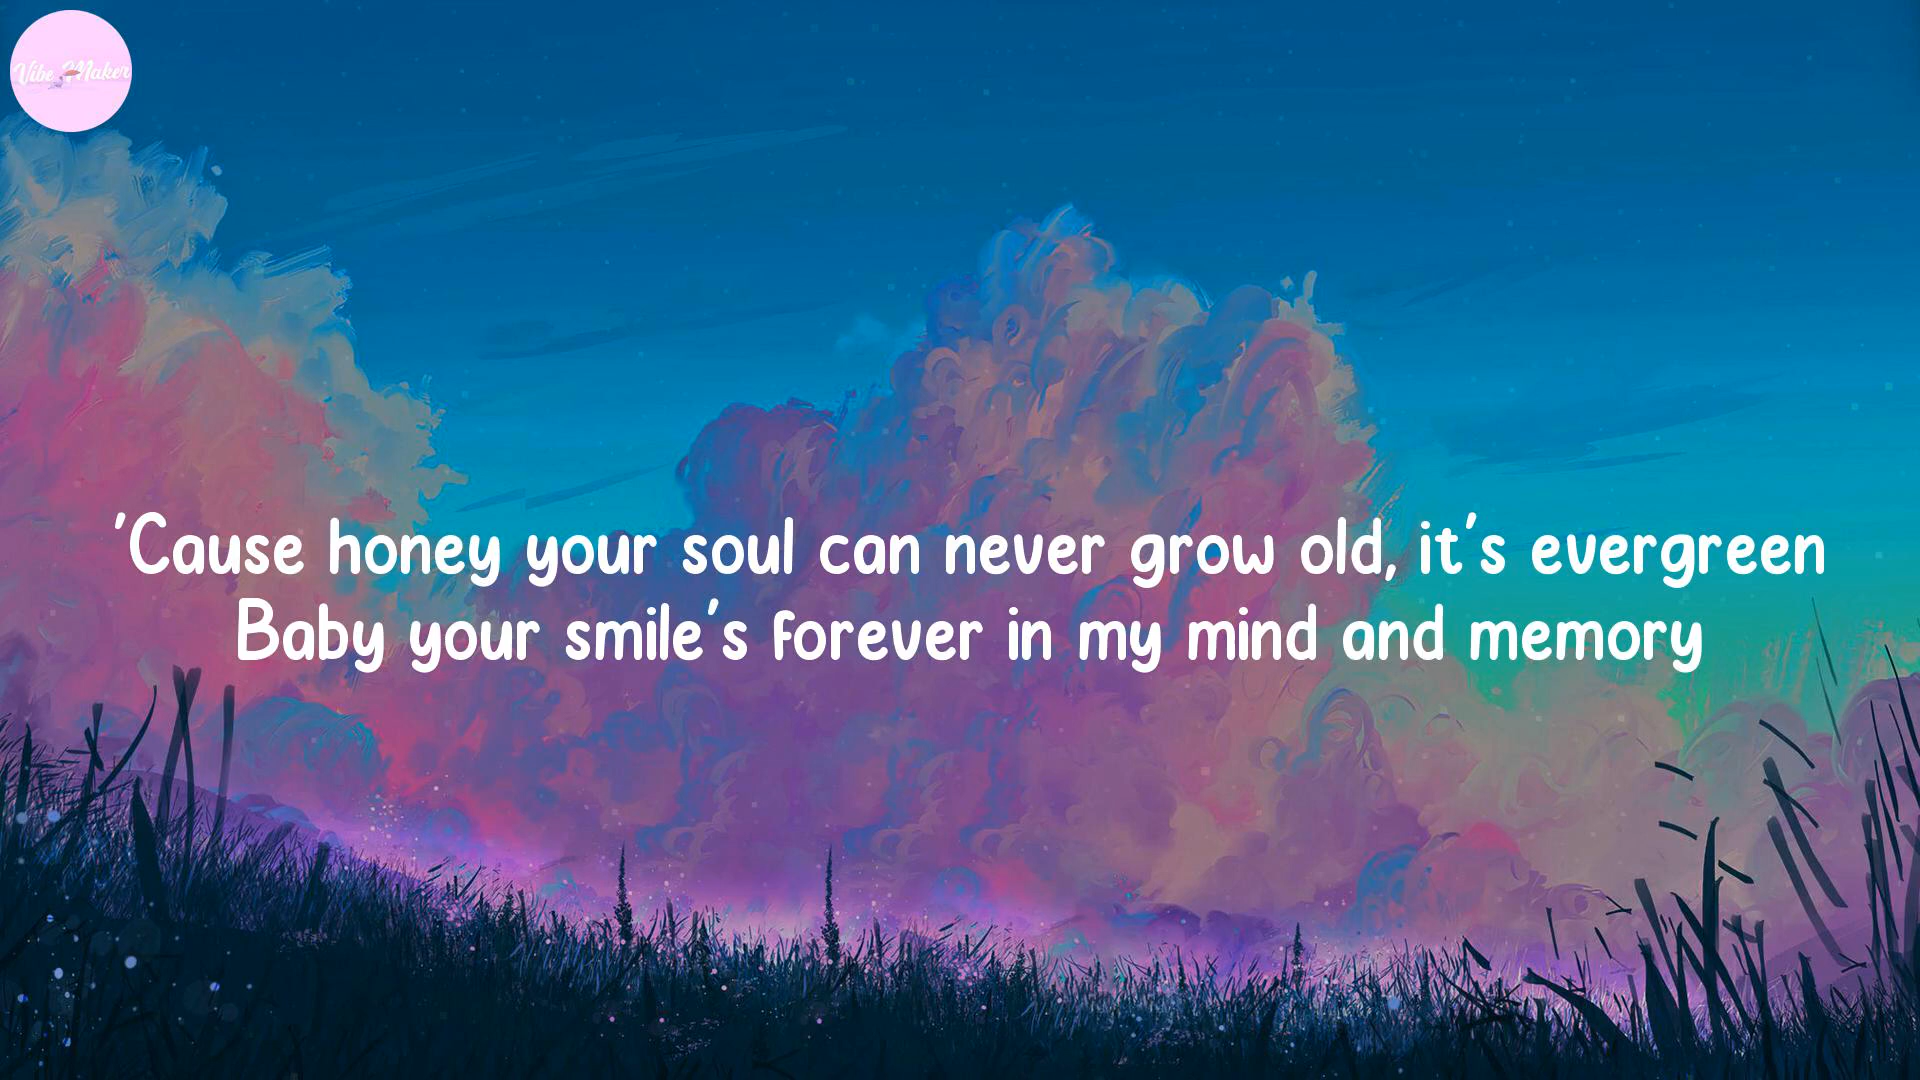 Vibe Maker
'Cause honey your soul can never grow old, it's evergreen
Baby your smile's forever in my mind and memory